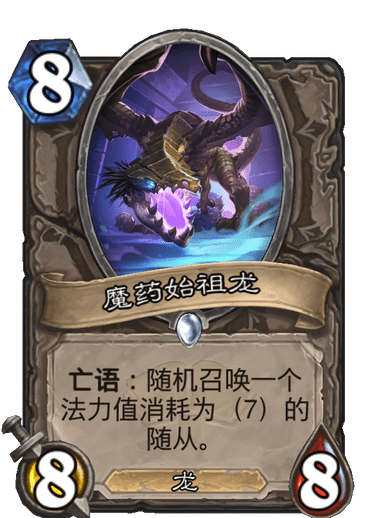 8
魔药始祖龙
亡语：随机召唤一个
法力值消耗为（7）的
随从。
8
龙
8